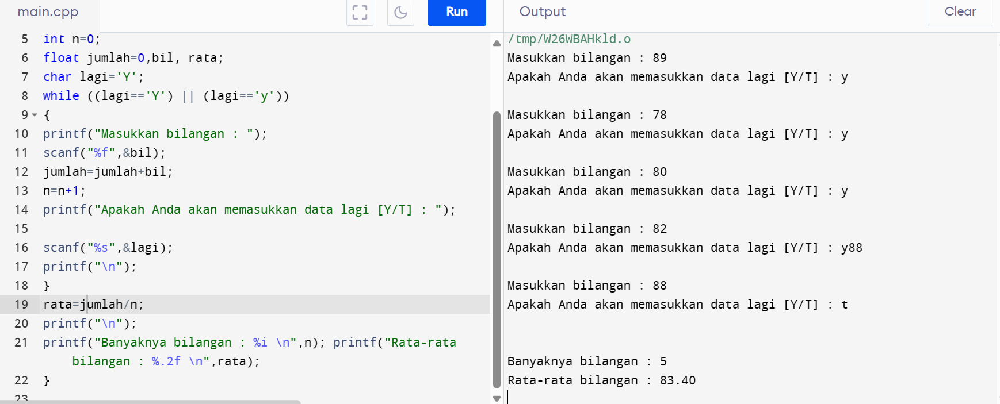 main.cpp
Run
Output
Clear
5 int n=0;
6 float jumlah=0,bil, rata;
7 char lagi='Y';
8 while ((lagi=='Y') || (lagi=='y'))
9 {
10 printf("Masukkan bilangan : ");
11 scanf("%f",&bil);
12 jumlah=jumlah+bil;
13 n=n+1;
14 printf("Apakah Anda akan memasukkan data lagi [Y/T] : ");
15
16 scanf("%s",&lagi);
17 printf("\n");
18 }
19 rata=jumlah/n;
20 printf("\n");
21 printf("Banyaknya bilangan : %i \n",n); printf("Rata-rata
bilangan : %.2f \n",rata);
22 }
23
/tmp/W26WBAHkld.o
Masukkan bilangan : 89
Apakah Anda akan memasukkan data lagi [Y/T] : y
Masukkan bilangan : 78
Apakah Anda akan memasukkan data lagi [Y/T] : y
Masukkan bilangan : 80
Apakah Anda akan memasukkan data lagi [Y/T] : y
Masukkan bilangan : 82
Apakah Anda akan memasukkan data lagi [Y/T] : y88
Masukkan bilangan : 88
Apakah Anda akan memasukkan data lagi [Y/T] : t
Banyaknya bilangan : 5
Rata-rata bilangan : 83.40